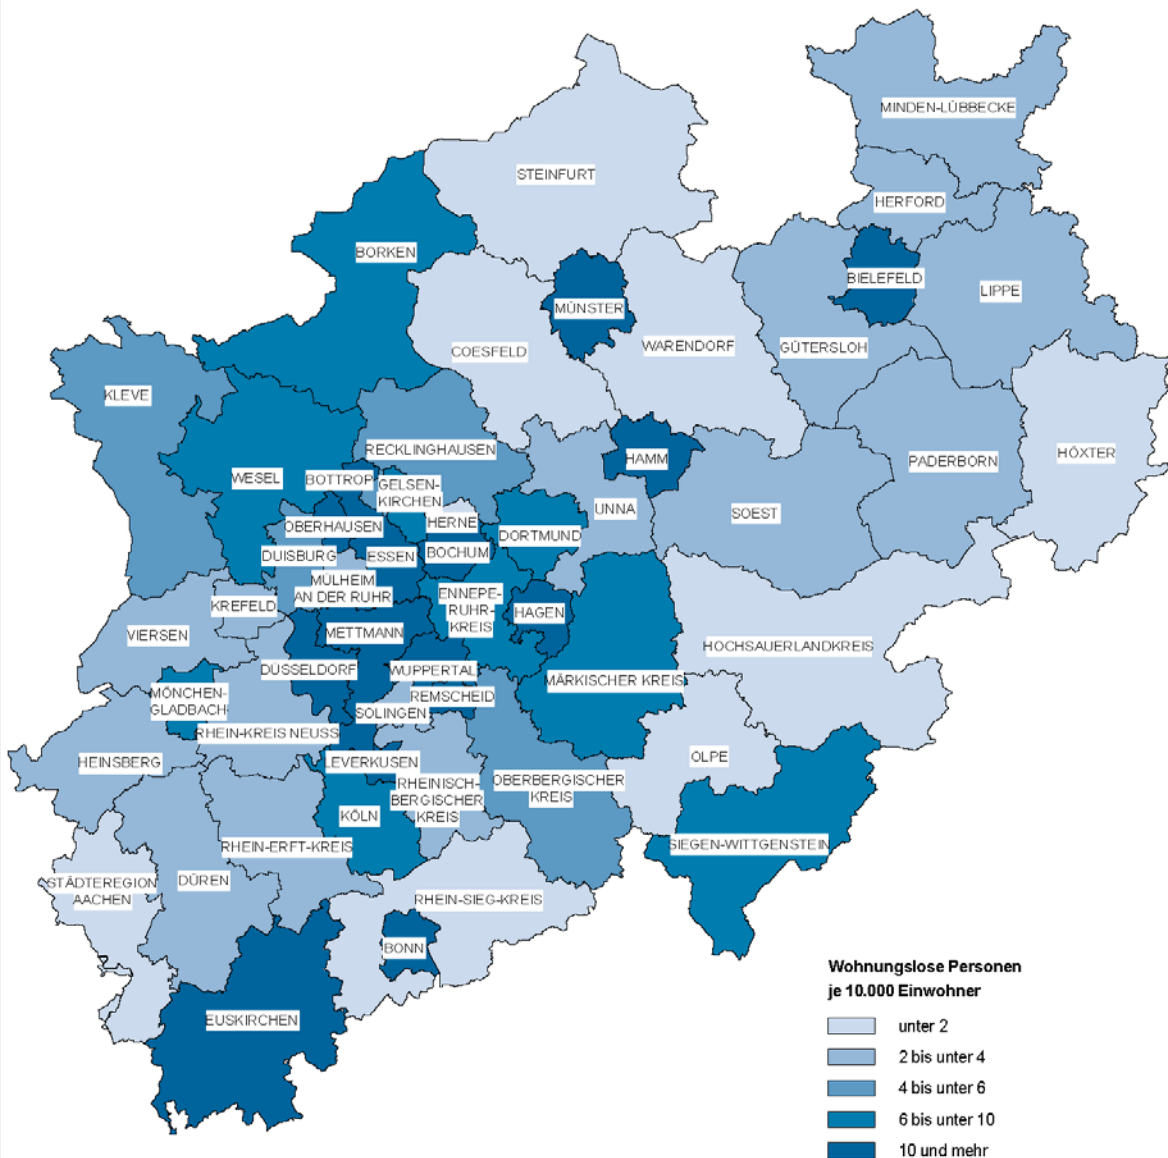 MINDEN-LÜBBECKE
STEINFURT
HERFORD
BORKEN
BIELEFELD
LIPPE
MÜNSTER
WARENDORF
GÜTERSLOH
COESFELD
KLEVE
RECKLINGHAUSEN
HAMM
HÖXTER
PADERBORN
WESEL
BOTTROP
GELSEN-
KIRCHEN
UNNA
SOEST
HERNE
OBERHAUSEN
DORTMUND
DUISBURG
ESSEN
BOCHUM
MÜLHEIM
AN DER RUHR
ENNEPE-
RUHR-
KREIS
KREFELD
HAGEN
VIERSEN
METTMANN
HOCHSAUERLANDKREIS
DÜSSELDORF
WUPPERTAL
MÄRKISCHER KREIS
MÖNCHEN-
GLADBACH
REMSCHEID
SOLINGEN
RHEIN-KREIS NEUSS
OLPE
HEINSBERG
LEVERKUSEN
OBERBERGISCHER
KREIS
RHEINISCH-
BERGISCHER
KREIS
KÖLN
RHEIN-ERFT-KREIS
SIEGEN-WITTGENSTEIN
STÄDTEREGION
AACHEN
DÜREN
RHEIN-SIEG-KREIS
BONN
EUSKIRCHEN
Wohnungslose Personen
je 10.000 Einwohner
unter 2
2 bis unter 4
4 bis unter 6
6 bis unter 10
10 und mehr